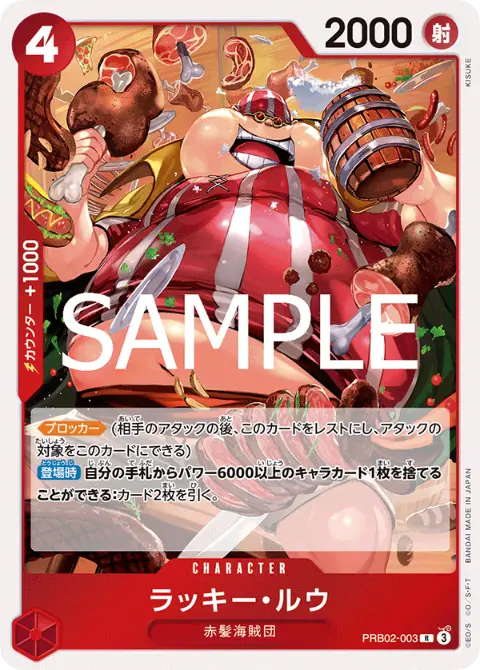 4
2000
射
KISUKE
カウンター +1000
SAMPLE
ブロッカー (相手のアタックの後、このカードをレストにし、アタックの
対象をこのカードにできる)
登場時 自分の手札からパワー6000以上のキャラカード1枚を捨てる
ことができる:カード2枚を引く。
CHARACTER
ラッキー・ルウ
赤髪海賊団
PRB02-003 R 3
©E/S ©O／S・F・T BANDAI MADE IN JAPAN